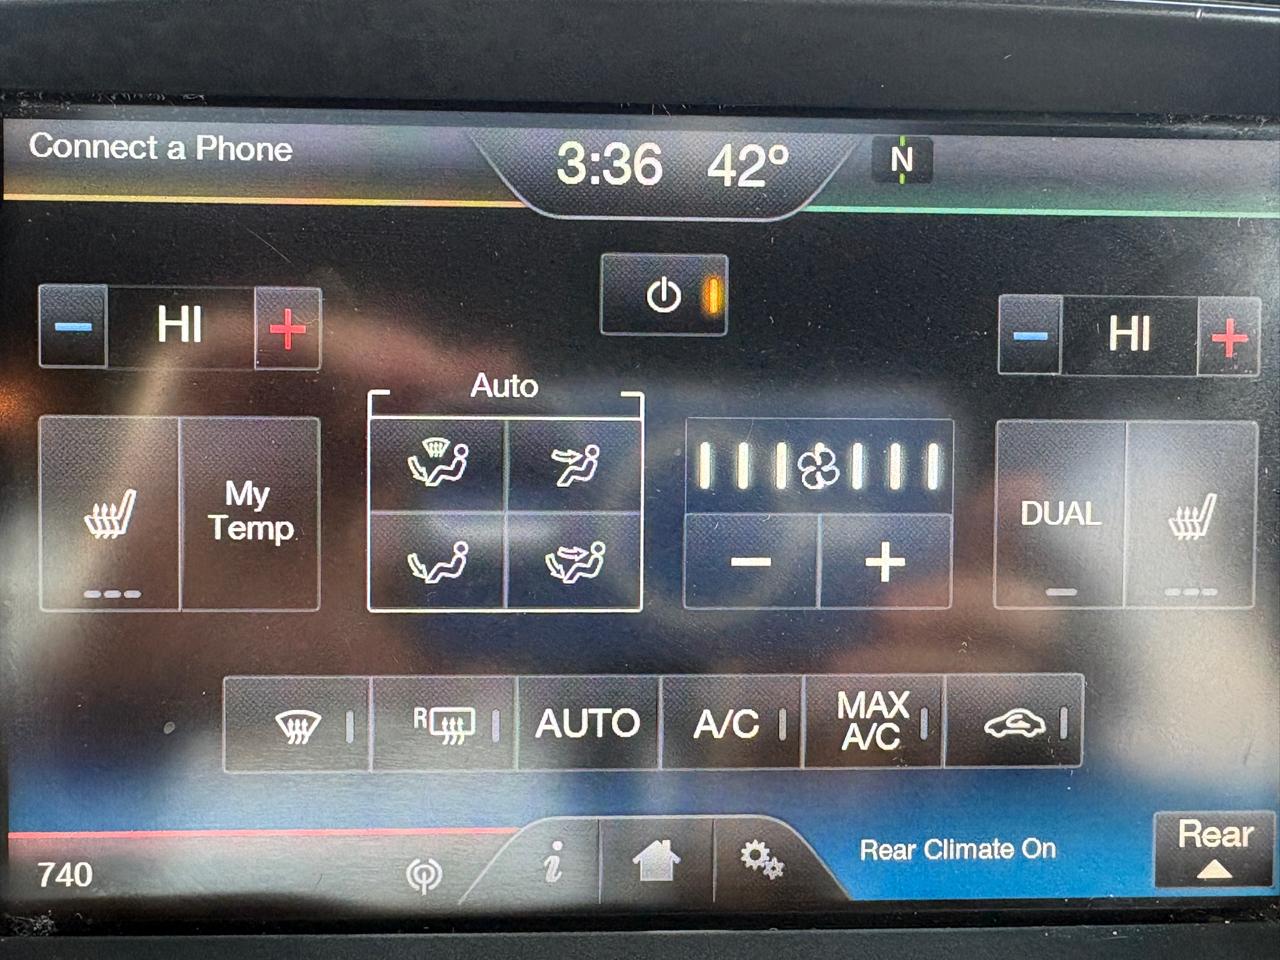 Connect a Phone
3:36 42°
N
− HI +
− HI +
Auto
My
Temp
DUAL
− +
R
AUTO
A/C
MAX
A/C
740
i
Rear Climate On
Rear